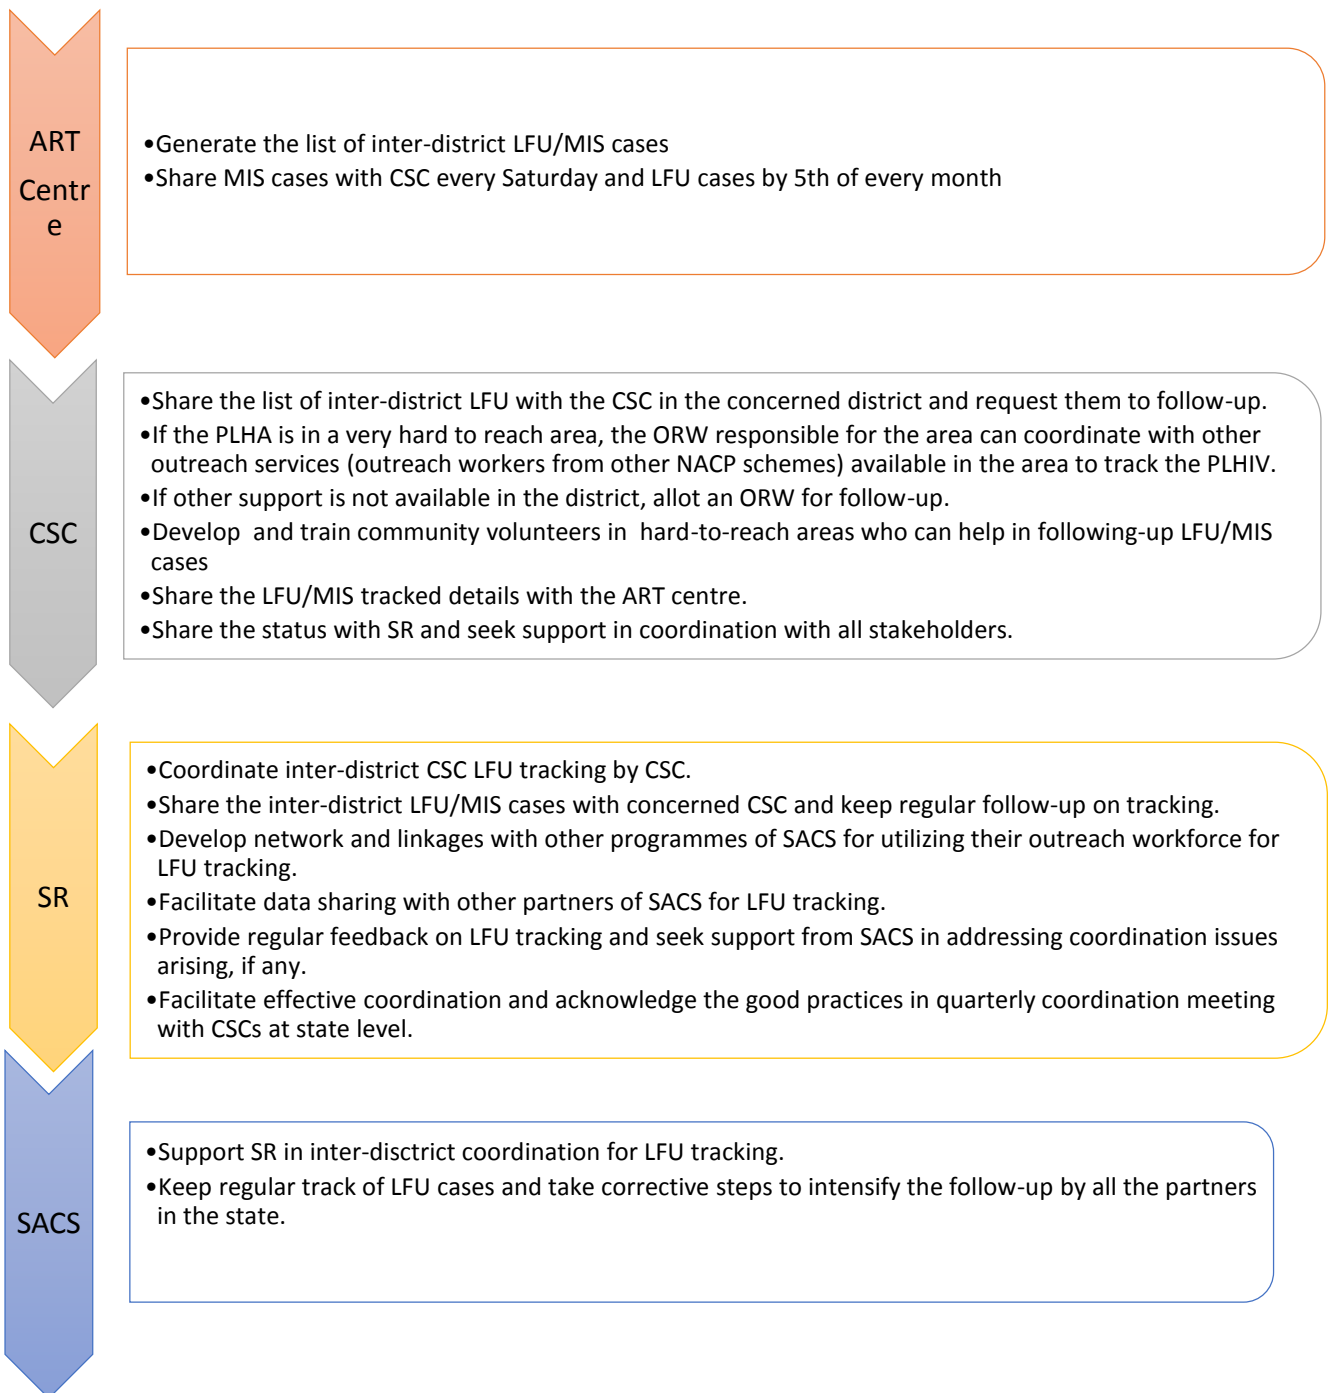 ART
Centr
e
•Generate the list of inter-district LFU/MIS cases
•Share MIS cases with CSC every Saturday and LFU cases by 5th of every month
CSC
•Share the list of inter-district LFU with the CSC in the concerned district and request them to follow-up.
•If the PLHA is in a very hard to reach area, the ORW responsible for the area can coordinate with other
outreach services (outreach workers from other NACP schemes) available in the area to track the PLHIV.
•If other support is not available in the district, allot an ORW for follow-up.
•Develop  and train community volunteers in  hard-to-reach areas who can help in following-up LFU/MIS
cases
•Share the LFU/MIS tracked details with the ART centre.
•Share the status with SR and seek support in coordination with all stakeholders.
SR
•Coordinate inter-district CSC LFU tracking by CSC.
•Share the inter-district LFU/MIS cases with concerned CSC and keep regular follow-up on tracking.
•Develop network and linkages with other programmes of SACS for utilizing their outreach workforce for
LFU tracking.
•Facilitate data sharing with other partners of SACS for LFU tracking.
•Provide regular feedback on LFU tracking and seek support from SACS in addressing coordination issues
arising, if any.
•Facilitate effective coordination and acknowledge the good practices in quarterly coordination meeting
with CSCs at state level.
SACS
•Support SR in inter-disctrict coordination for LFU tracking.
•Keep regular track of LFU cases and take corrective steps to intensify the follow-up by all the partners
in the state.